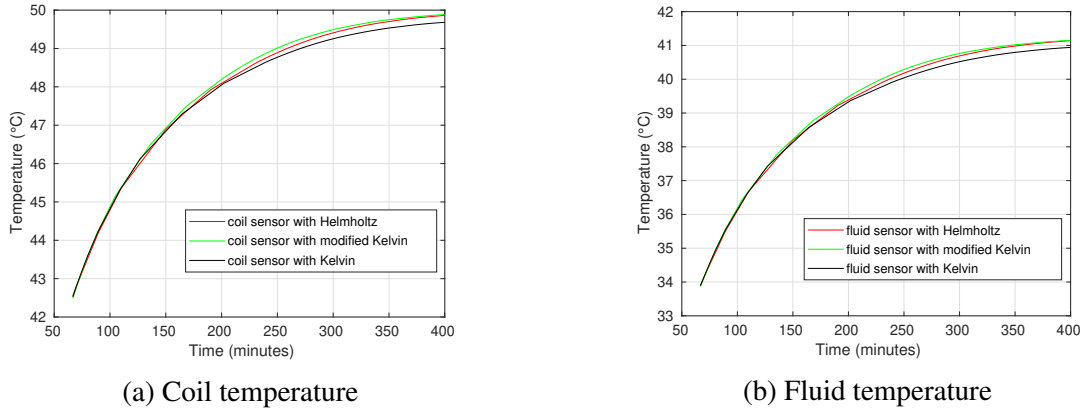 50
49
48
47
46
45
44
43
42
Temperature (°C)
coil sensor with Helmholtz
coil sensor with modified Kelvin
coil sensor with Kelvin
50 100 150 200 250 300 350 400
Time (minutes)
(a) Coil temperature
42
41
40
39
38
37
36
35
34
33
Temperature (°C)
fluid sensor with Helmholtz
fluid sensor with modified Kelvin
fluid sensor with Kelvin
50 100 150 200 250 300 350 400
Time (minutes)
(b) Fluid temperature